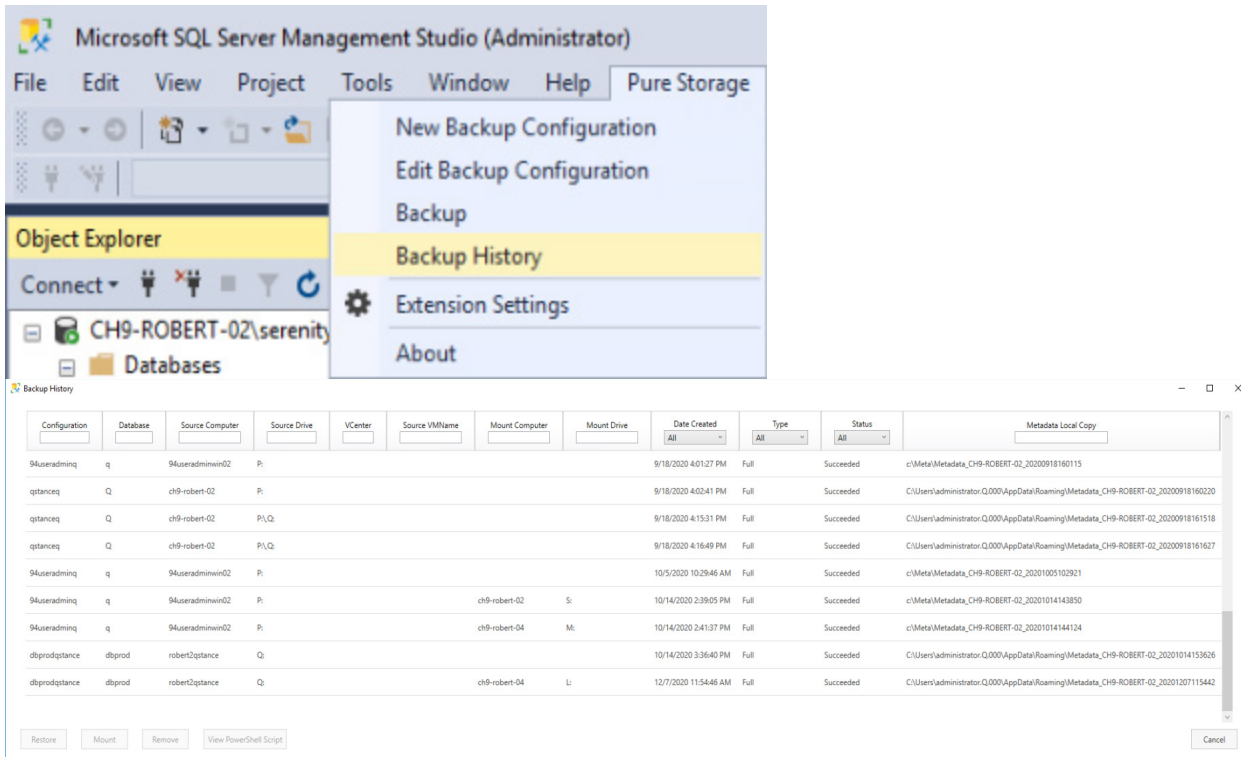 Microsoft SQL Server Management Studio (Administrator)
File Edit View Project Tools Window Help Pure Storage
New Backup Configuration
Edit Backup Configuration
Backup
Backup History
Extension Settings
About
Object Explorer
Connect
CH9-ROBERT-02\serenity
Databases
Backup History
Configuration Database Source Computer Source Drive VCenter Source VMName Mount Computer Mount Drive Date Created Type Status Metadata Local Copy
All All All
94useradminq q 94useradminwin02 P: 9/18/2020 4:01:27 PM Full Succeeded c:\Meta\Metadata_CH9-ROBERT-02_20200918160115
qstanceq Q ch9-robert-02 P: 9/18/2020 4:02:41 PM Full Succeeded C:\Users\administrator.Q.000\AppData\Roaming\Metadata_CH9-ROBERT-02_20200918160220
qstanceq Q ch9-robert-02 P:\,Q: 9/18/2020 4:15:31 PM Full Succeeded C:\Users\administrator.Q.000\AppData\Roaming\Metadata_CH9-ROBERT-02_20200918161518
qstanceq Q ch9-robert-02 P:\,Q: 9/18/2020 4:16:49 PM Full Succeeded C:\Users\administrator.Q.000\AppData\Roaming\Metadata_CH9-ROBERT-02_20200918161627
94useradminq q 94useradminwin02 P: 10/5/2020 10:29:46 AM Full Succeeded c:\Meta\Metadata_CH9-ROBERT-02_20201005102921
94useradminq q 94useradminwin02 P: ch9-robert-02 S: 10/14/2020 2:39:05 PM Full Succeeded c:\Meta\Metadata_CH9-ROBERT-02_20201014143850
94useradminq q 94useradminwin02 P: ch9-robert-04 M: 10/14/2020 2:41:37 PM Full Succeeded c:\Meta\Metadata_CH9-ROBERT-02_20201014144124
dbprodqstance dbprod robert2qstance Q: 10/14/2020 3:36:40 PM Full Succeeded C:\Users\administrator.Q.000\AppData\Roaming\Metadata_CH9-ROBERT-02_20201014153626
dbprodqstance dbprod robert2qstance Q: ch9-robert-04 L: 12/7/2020 11:54:46 AM Full Succeeded C:\Users\administrator.Q.000\AppData\Roaming\Metadata_CH9-ROBERT-02_20201207115442
Restore Mount Remove View PowerShell Script Cancel